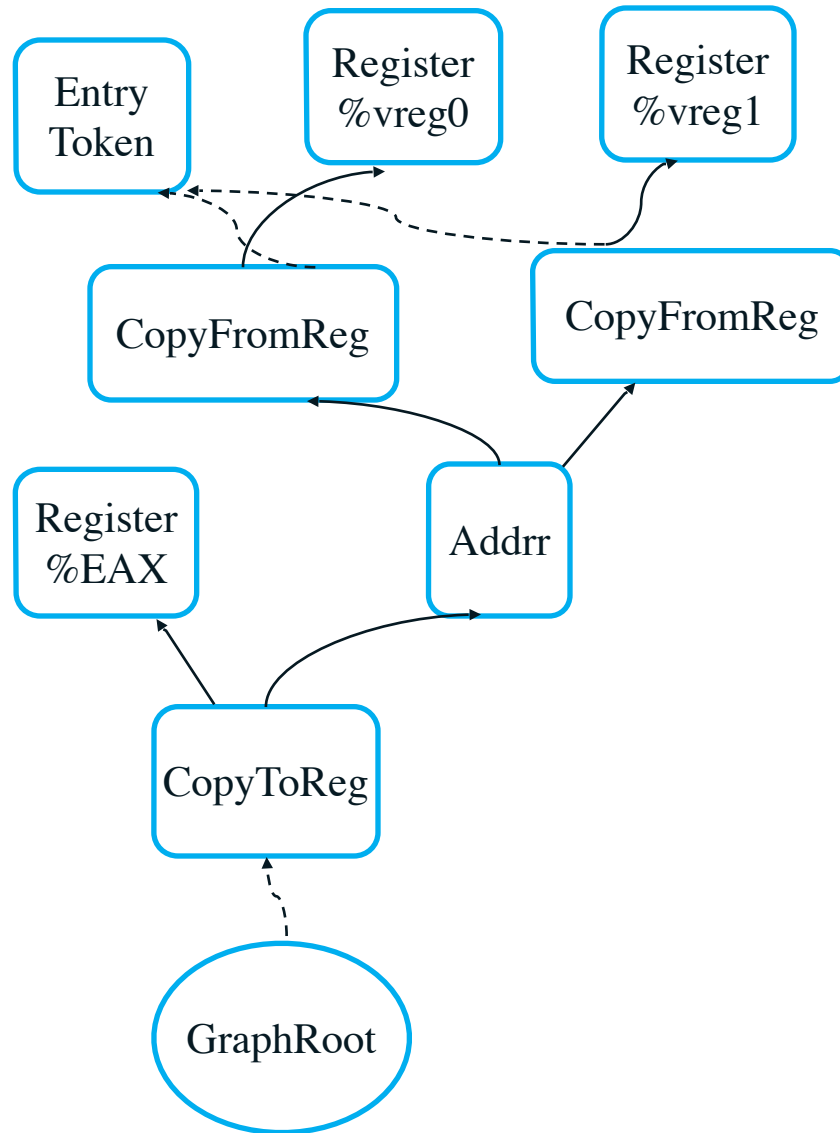 Entry
Token
Register
%vreg0
Register
%vreg1
CopyFromReg
CopyFromReg
Register
%EAX
Addrr
CopyToReg
GraphRoot